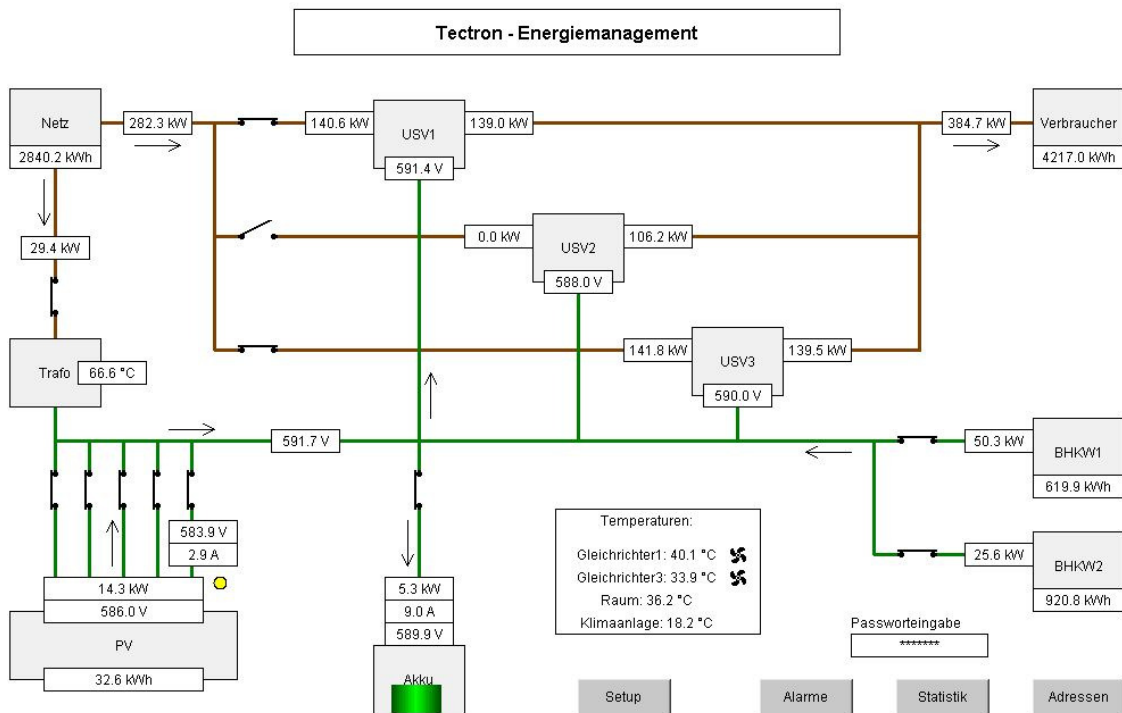 Tectron - Energiemanagement
Netz
282.3 kW
140.6 kW
USV1
139.0 kW
384.7 kW
Verbraucher
2840.2 kWh
591.4 V
4217.0 kWh
29.4 kW
0.0 kW
USV2
106.2 kW
588.0 V
Trafo
66.6 °C
141.8 kW
USV3
139.5 kW
590.0 V
591.7 V
50.3 kW
BHKW1
619.9 kWh
583.9 V
2.9 A
14.3 kW
586.0 V
PV
32.6 kWh
5.3 kW
9.0 A
589.9 V
Akku
Temperaturen:
Gleichrichter1: 40.1 °C
Gleichrichter3: 33.9 °C
Raum: 36.2 °C
Klimaanlage: 18.2 °C
25.6 kW
BHKW2
920.8 kWh
Passworteingabe
*******
Setup
Alarme
Statistik
Adressen